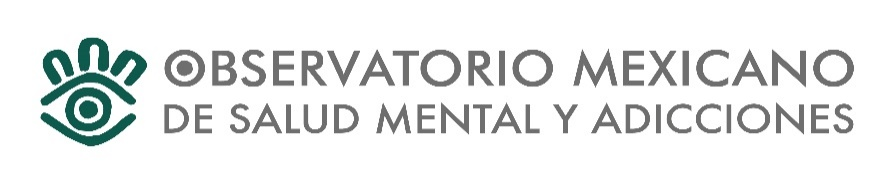 OBSERVATORIO MEXICANO
DE SALUD MENTAL Y ADICCIONES